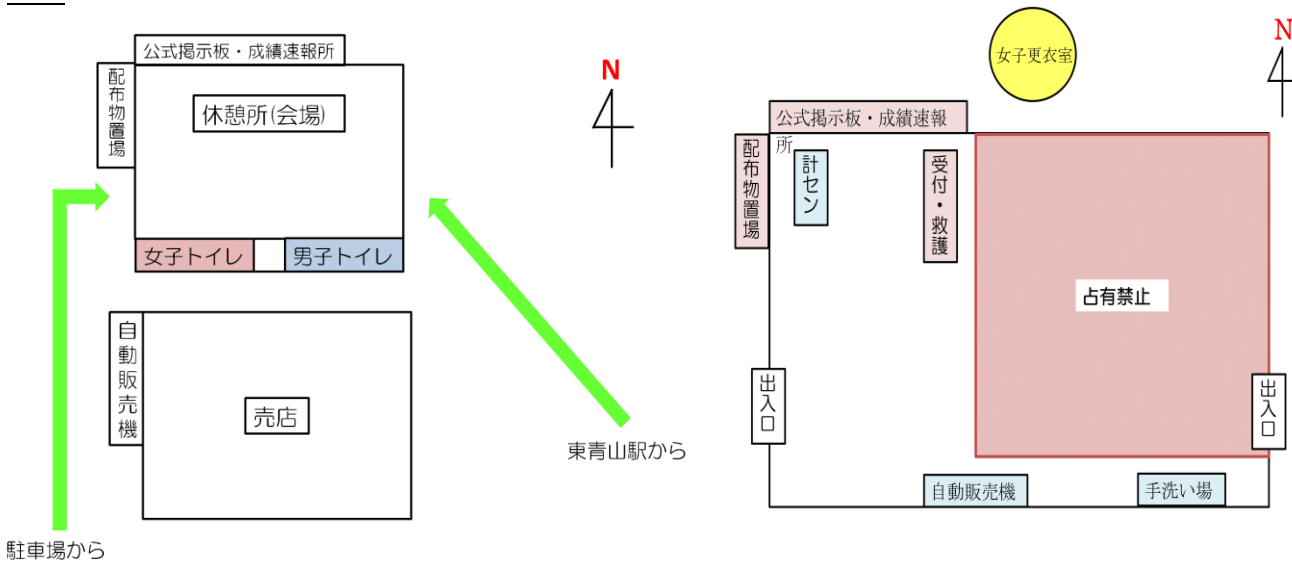 公式掲示板・成績速報所
配布物置場
休憩所(会場)
N
女子トイレ
男子トイレ
自動販売機
売店
東青山駅から
駐車場から
女子更衣室
N
公式掲示板・成績速報
所
配布物置場
計セン
受付・救護
占有禁止
出入口
出入口
自動販売機
手洗い場